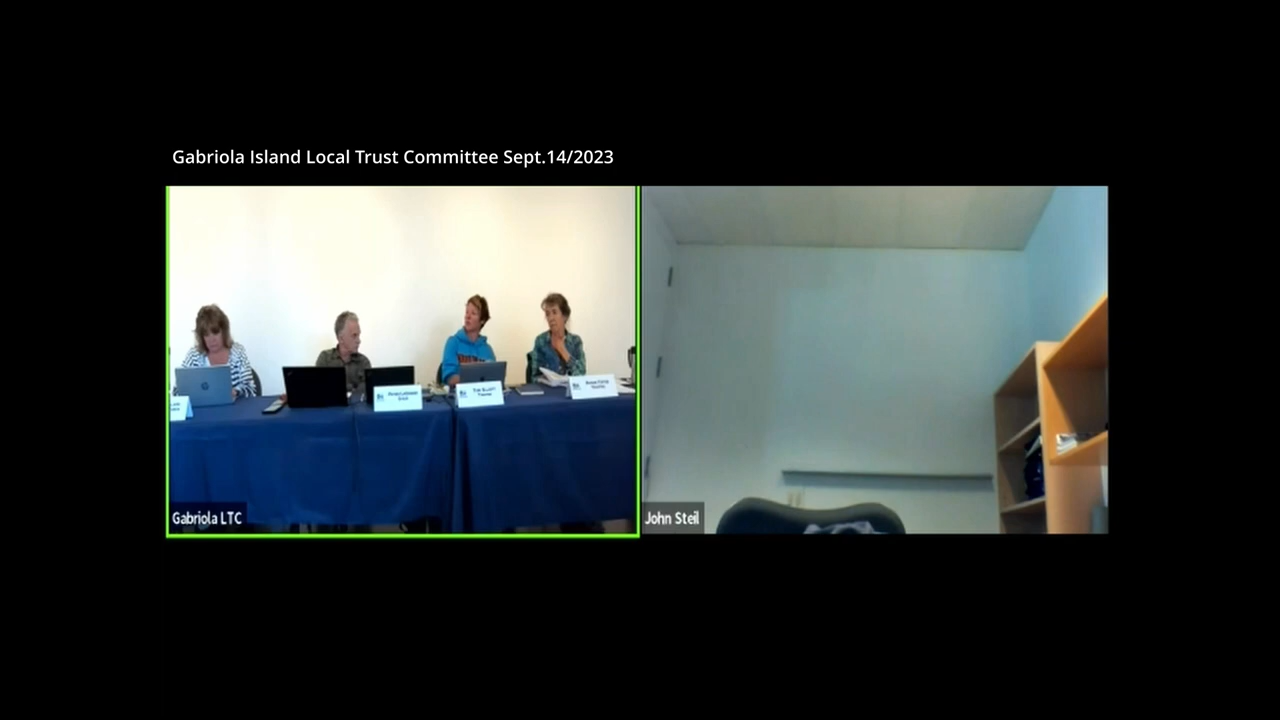 Gabriola Island Local Trust Committee Sept.14/2023
Gabriola LTC
John Steil